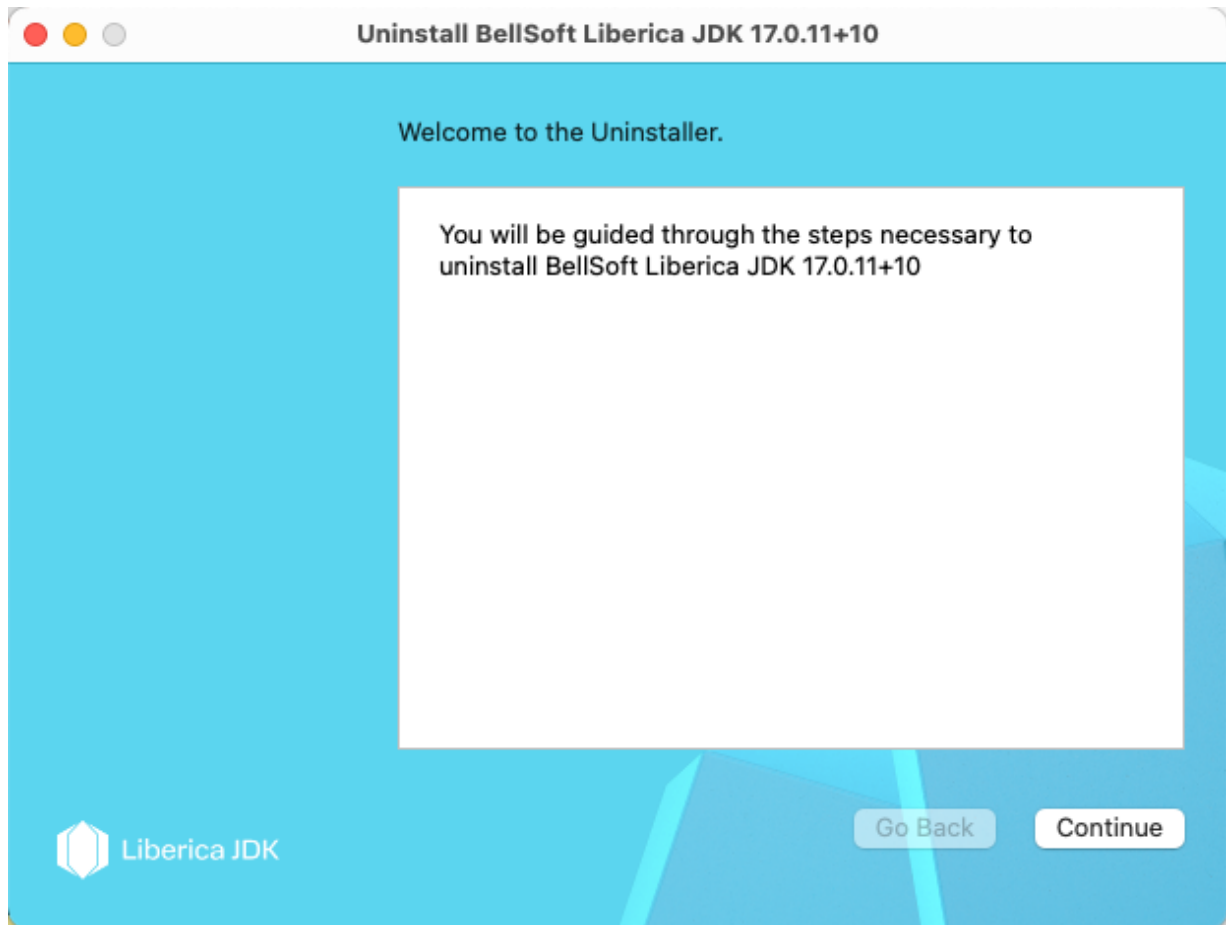 Uninstall BellSoft Liberica JDK 17.0.11+10
Welcome to the Uninstaller.
You will be guided through the steps necessary to
uninstall BellSoft Liberica JDK 17.0.11+10
Go Back
Continue
Liberica JDK